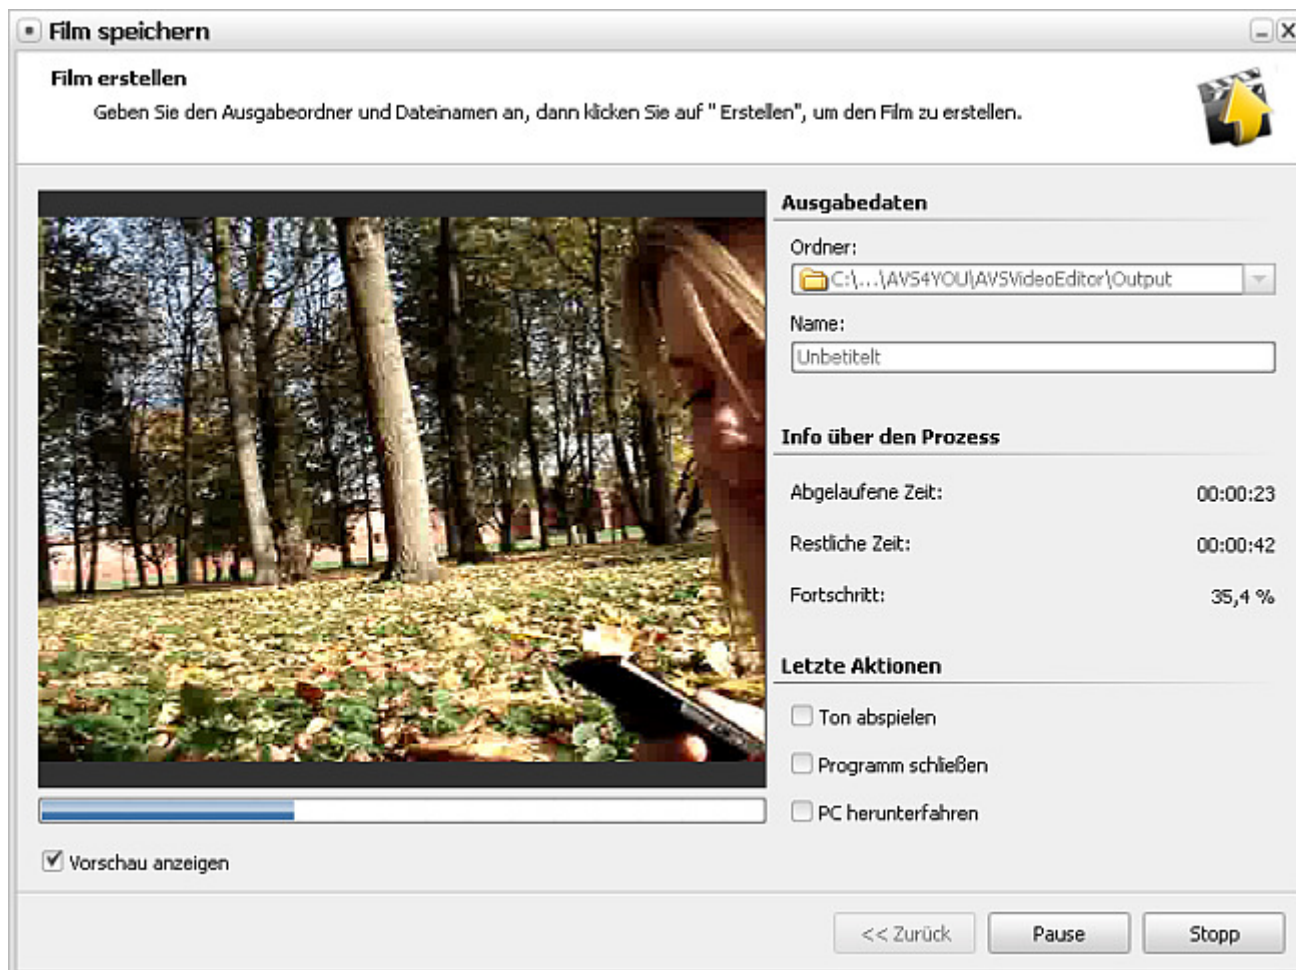 Film speichern
Film erstellen
Geben Sie den Ausgabeordner und Dateinamen an, dann klicken Sie auf " Erstellen", um den Film zu erstellen.
Ausgabedaten
Ordner:
C:\...\AVS4YOU\AVSVideoEditor\Output
Name:
Unbetitelt
Info über den Prozess
Abgelaufene Zeit: 00:00:23
Restliche Zeit: 00:00:42
Fortschritt: 35,4 %
Letzte Aktionen
Ton abspielen
Programm schließen
PC herunterfahren
Vorschau anzeigen
<< Zurück Pause Stopp